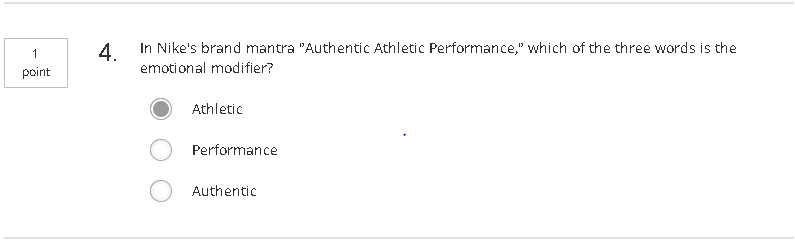 1
point
4.
In Nike's brand mantra "Authentic Athletic Performance," which of the three words is the
emotional modifier?
Athletic
Performance
Authentic